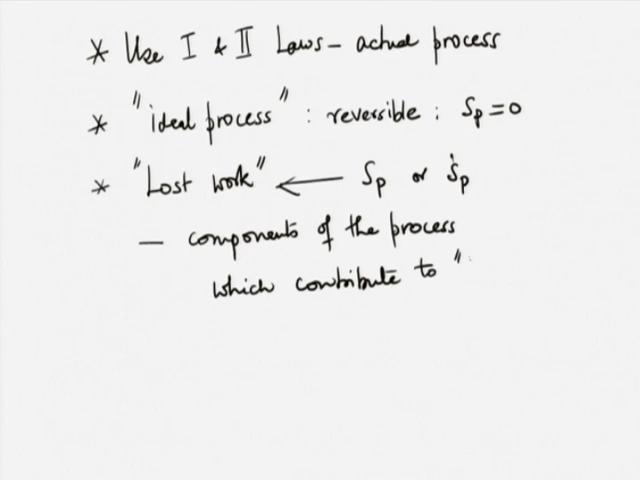 * Use I & II Laws - actual process
* "ideal process" : reversible : Sp = 0
* "Lost work" ← Sp or Ṡp
- components of the process
which contribute to "